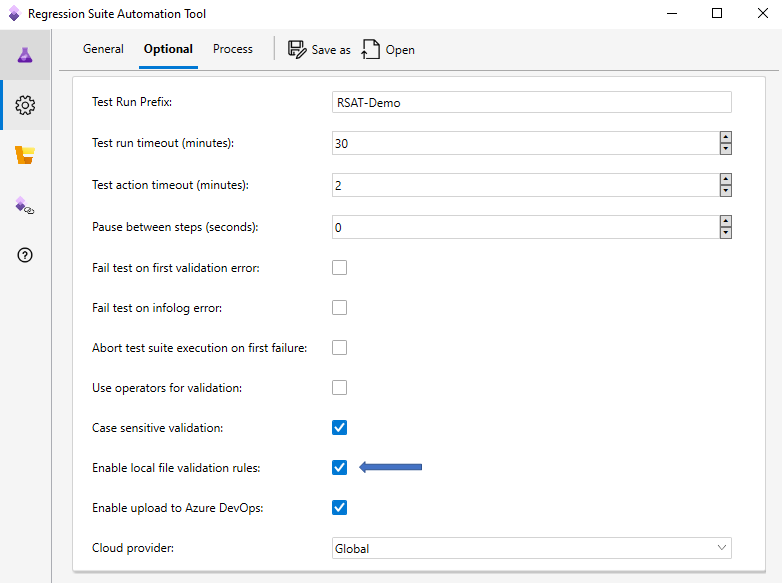 Regression Suite Automation Tool
General Optional Process Save as Open
Test Run Prefix: RSAT-Demo
Test run timeout (minutes): 30
Test action timeout (minutes): 2
Pause between steps (seconds): 0
Fail test on first validation error:
Fail test on infolog error:
Abort test suite execution on first failure:
Use operators for validation:
Case sensitive validation:
Enable local file validation rules:
Enable upload to Azure DevOps:
Cloud provider: Global